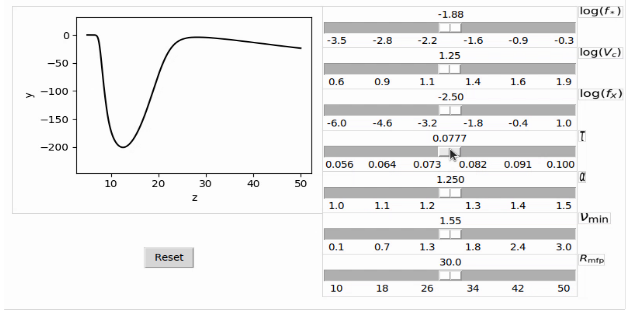 log(f*)
-1.88
-3.5 -2.8 -2.2 -1.6 -0.9 -0.3
log(Vc)
1.25
0.6 0.9 1.1 1.4 1.6 1.9
log(fX)
-2.50
-6.0 -4.6 -3.2 -1.8 -0.4 1.0
0.0777
0.056 0.064 0.073 0.082 0.091 0.100
1.250
1.0 1.1 1.2 1.3 1.4 1.5
νmin
1.55
0.1 0.7 1.3 1.8 2.4 3.0
Rmfp
30.0
10 18 26 34 42 50
0
−50
−100
−150
−200
y
10 20 30 40 50
z
Reset